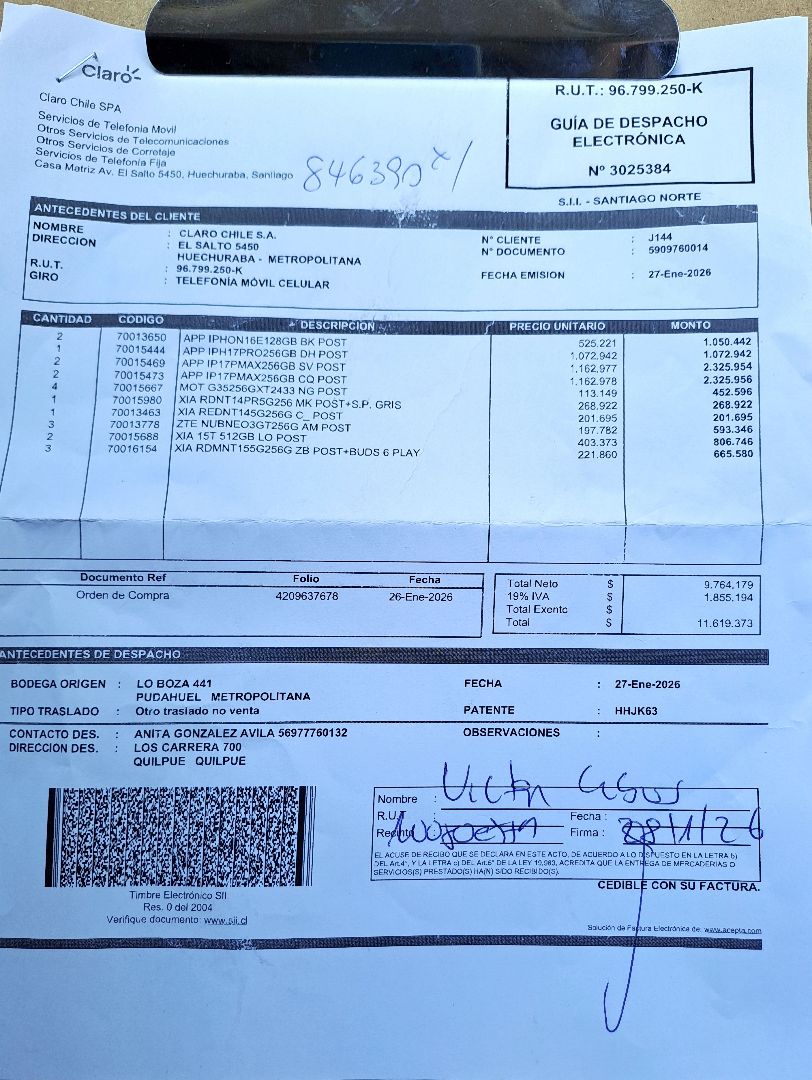 Claro
Claro Chile SPA
Servicios de Telefonia Movil
Otros Servicios de Telecomunicaciones
Otros Servicios de Corretaje
Servicios de Telefonía Fija
Casa Matriz Av. El Salto 5450, Huechuraba, Santiago
846390
R.U.T.: 96.799.250-K
GUÍA DE DESPACHO
ELECTRÓNICA
Nº 3025384
S.I.I. - SANTIAGO NORTE
ANTECEDENTES DEL CLIENTE
NOMBRE : CLARO CHILE S.A.
DIRECCION : EL SALTO 5450
HUECHURABA - METROPOLITANA
R.U.T. : 96.799.250-K
GIRO : TELEFONÍA MÓVIL CELULAR
Nº CLIENTE : J144
Nº DOCUMENTO : 5909760014
FECHA EMISION : 27-Ene-2026
CANTIDAD CODIGO DESCRIPCION PRECIO UNITARIO MONTO
2 70013650 APP IPHON16E128GB BK POST 525.221 1.050.442
1 70015444 APP IPH17PRO256GB DH POST 1.072.942 1.072.942
2 70015469 APP IP17PMAX256GB SV POST 1.162.977 2.325.954
2 70015473 APP IP17PMAX256GB CQ POST 1.162.978 2.325.956
4 70015667 MOT G35256GXT2433 NG POST 113.149 452.596
1 70015980 XIA RDNT14PR5G256 MK POST+S.P. GRIS 268.922 268.922
1 70013463 XIA REDNT145G256G C_ POST 201.695 201.695
3 70013778 ZTE NUBNEO3GT256G AM POST 197.782 593.346
2 70015688 XIA 15T 512GB LO POST 403.373 806.746
3 70016154 XIA RDMNT155G256G ZB POST+BUDS 6 PLAY 221.860 665.580
Documento Ref Folio Fecha
Orden de Compra 4209637678 26-Ene-2026
Total Neto $ 9.764.179
19% IVA $ 1.855.194
Total Exento $
Total $ 11.619.373
ANTECEDENTES DE DESPACHO
BODEGA ORIGEN : LO BOZA 441
PUDAHUEL METROPOLITANA
TIPO TRASLADO : Otro traslado no venta
FECHA : 27-Ene-2026
PATENTE : HHJK63
CONTACTO DES. : ANITA GONZALEZ AVILA 56977760132
DIRECCION DES. : LOS CARRERA 700
QUILPUE QUILPUE
OBSERVACIONES :
Nombre :
R.U.T.
Fecha :
Recinto
Firma : 28/1/26
EL ACUSE DE RECIBO QUE SE DECLARA EN ESTE ACTO, DE ACUERDO A LO DISPUESTO EN LA LETRA b)
DEL Art.4°, Y LA LETRA c) DEL Art.5° DE LA LEY 19.983, ACREDITA QUE LA ENTREGA DE MERCADERIAS O
SERVICIOS(S) PRESTADO(S) HA(N) SIDO RECIBIDO(S).
CEDIBLE CON SU FACTURA.
Timbre Electrónico SII
Res. 0 del 2004
Verifique documento: www.sii.cl
Solución de Factura Electrónica de: www.acepta.com